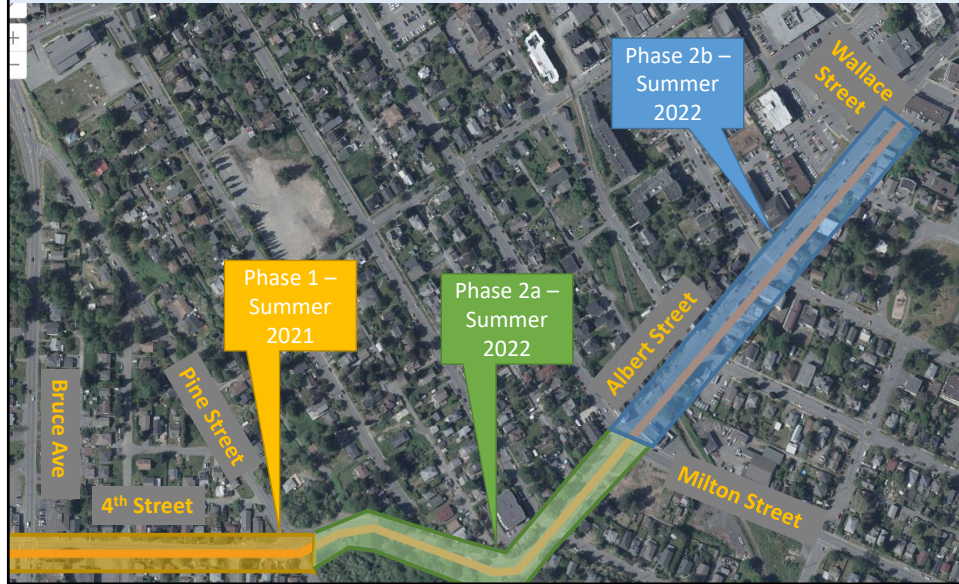 +
−
Phase 2b –
Summer
2022
Wallace
Street
Phase 1 –
Summer
2021
Phase 2a –
Summer
2022
Albert Street
Bruce Ave
Pine Street
4th Street
Milton Street